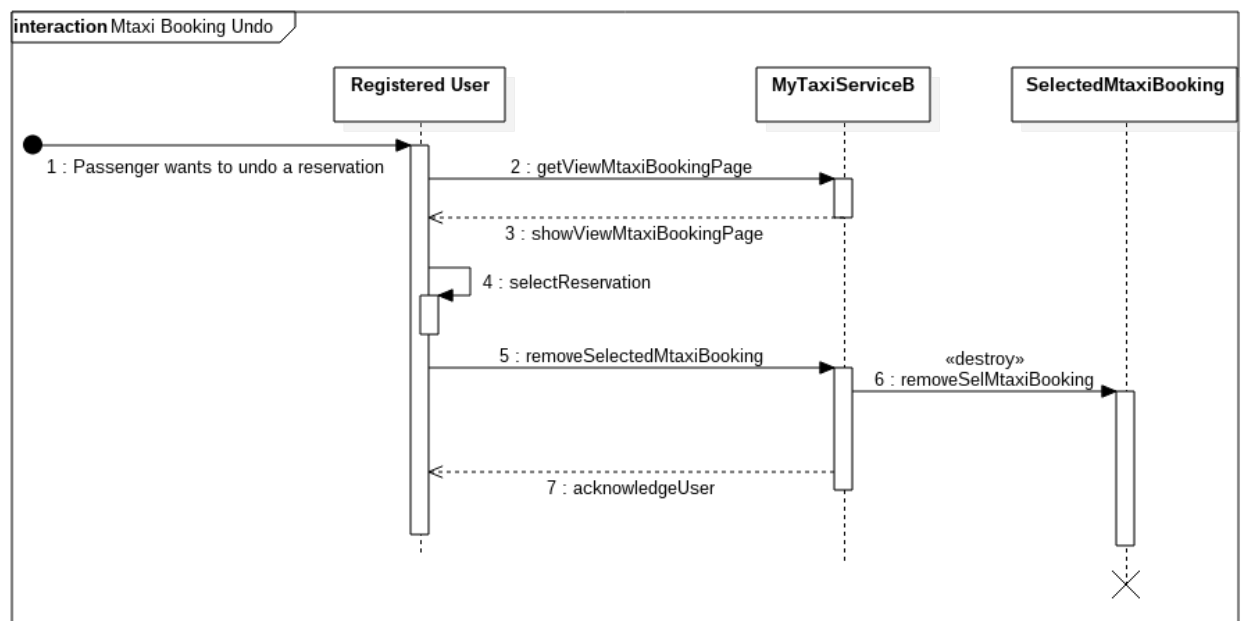 interaction Mtaxi Booking Undo
Registered User
MyTaxiServiceB
SelectedMtaxiBooking
1 : Passenger wants to undo a reservation
2 : getViewMtaxiBookingPage
3 : showViewMtaxiBookingPage
4 : selectReservation
5 : removeSelectedMtaxiBooking
«destroy»
6 : removeSelMtaxiBooking
7 : acknowledgeUser